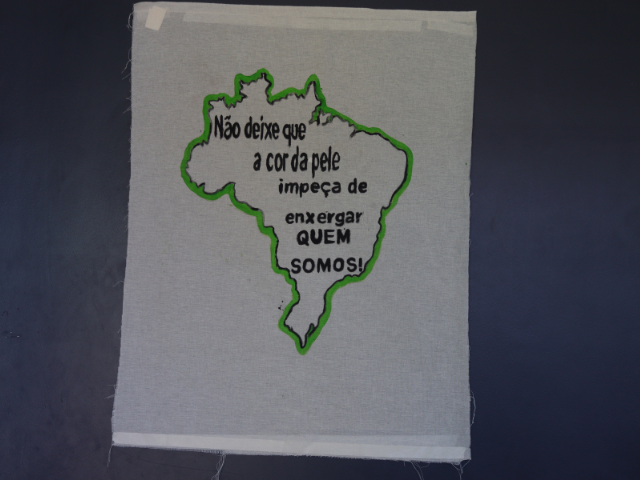 Não deixe que
a cor da pele
impeça de
enxergar
QUEM
SOMOS!